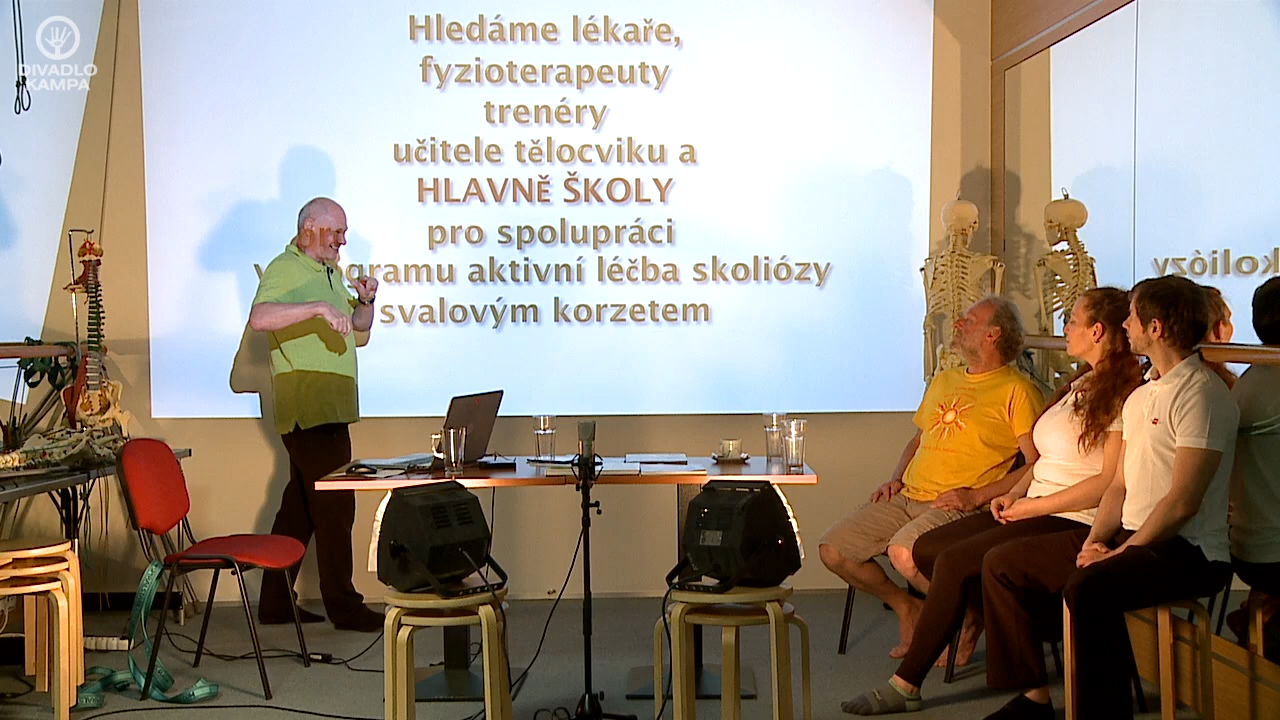 DIVADLO
KAMPA
Hledáme lékaře,
fyzioterapeuty
trenéry
učitele tělocviku a
HLAVNĚ ŠKOLY
pro spolupráci
aktivní léčba skoliózy
svalovým korzetem